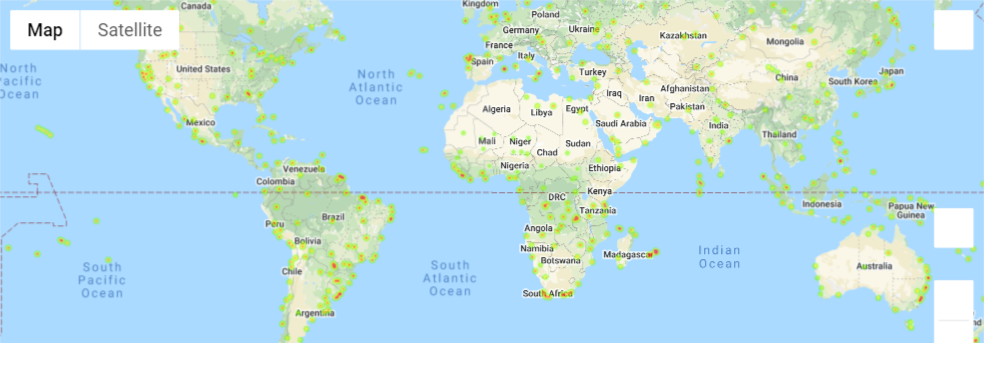 Map
Satellite
Canada
Kingdom
Poland
Germany
Ukraine
Kazakhstan
Mongolia
France
Italy
Spain
Turkey
United States
North
Pacific
Ocean
North
Atlantic
Ocean
Japan
China
South Korea
Afghanistan
Iraq
Iran
Pakistan
Algeria
Libya
Egypt
Saudi Arabia
India
Mexico
Thailand
Mali
Niger
Chad
Sudan
Nigeria
Ethiopia
Venezuela
Colombia
DRC
Kenya
Indonesia
Papua New
Guinea
Tanzania
Peru
Brazil
Angola
Bolivia
Namibia
Botswana
Madagascar
Indian
Ocean
South
Pacific
Ocean
Chile
South
Atlantic
Ocean
Australia
South Africa
Argentina